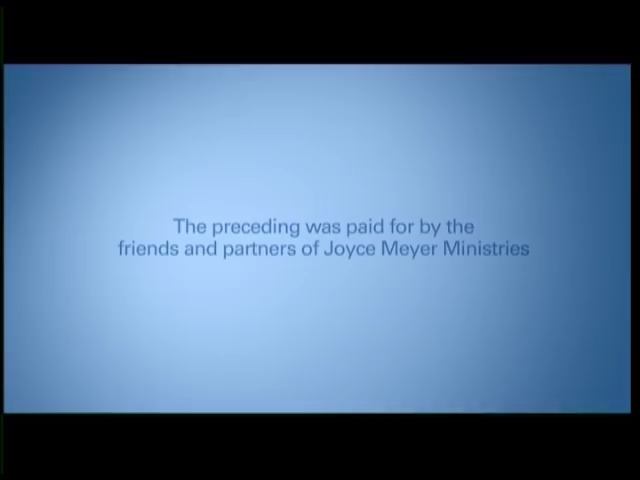 The preceding was paid for by the
friends and partners of Joyce Meyer Ministries